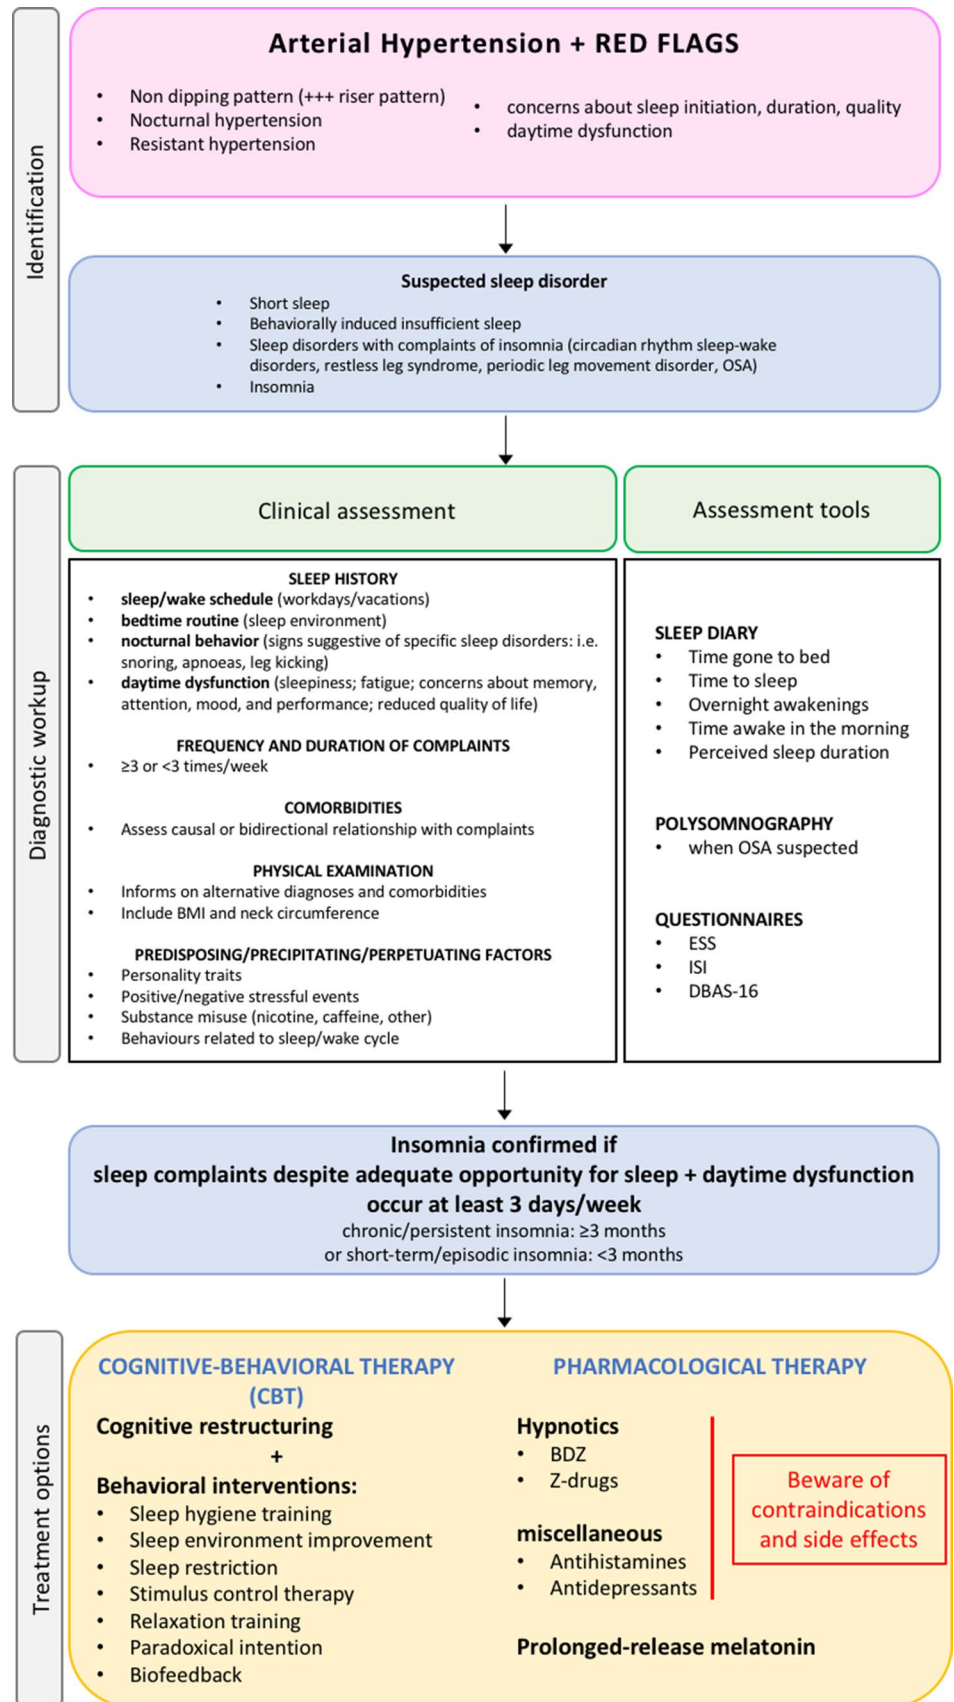 Identification
Arterial Hypertension + RED FLAGS
• Non dipping pattern (+++ riser pattern)
• Nocturnal hypertension
• Resistant hypertension
• concerns about sleep initiation, duration, quality
• daytime dysfunction
Suspected sleep disorder
• Short sleep
• Behaviorally induced insufficient sleep
• Sleep disorders with complaints of insomnia (circadian rhythm sleep-wake
disorders, restless leg syndrome, periodic leg movement disorder, OSA)
• Insomnia
Diagnostic workup
Clinical assessment
SLEEP HISTORY
• sleep/wake schedule (workdays/vacations)
• bedtime routine (sleep environment)
• nocturnal behavior (signs suggestive of specific sleep disorders: i.e.
snoring, apnoeas, leg kicking)
• daytime dysfunction (sleepiness; fatigue; concerns about memory,
attention, mood, and performance; reduced quality of life)
FREQUENCY AND DURATION OF COMPLAINTS
• ≥3 or <3 times/week
COMORBIDITIES
• Assess causal or bidirectional relationship with complaints
PHYSICAL EXAMINATION
• Informs on alternative diagnoses and comorbidities
• Include BMI and neck circumference
PREDISPOSING/PRECIPITATING/PERPETUATING FACTORS
• Personality traits
• Positive/negative stressful events
• Substance misuse (nicotine, caffeine, other)
• Behaviours related to sleep/wake cycle
Assessment tools
SLEEP DIARY
• Time gone to bed
• Time to sleep
• Overnight awakenings
• Time awake in the morning
• Perceived sleep duration
POLYSOMNOGRAPHY
• when OSA suspected
QUESTIONNAIRES
• ESS
• ISI
• DBAS-16
Insomnia confirmed if
sleep complaints despite adequate opportunity for sleep + daytime dysfunction
occur at least 3 days/week
chronic/persistent insomnia: ≥3 months
or short-term/episodic insomnia: <3 months
Treatment options
COGNITIVE-BEHAVIORAL THERAPY
(CBT)
Cognitive restructuring
+
Behavioral interventions:
• Sleep hygiene training
• Sleep environment improvement
• Sleep restriction
• Stimulus control therapy
• Relaxation training
• Paradoxical intention
• Biofeedback
PHARMACOLOGICAL THERAPY
Hypnotics
• BDZ
• Z-drugs
miscellaneous
• Antihistamines
• Antidepressants
Beware of
contraindications
and side effects
Prolonged-release melatonin